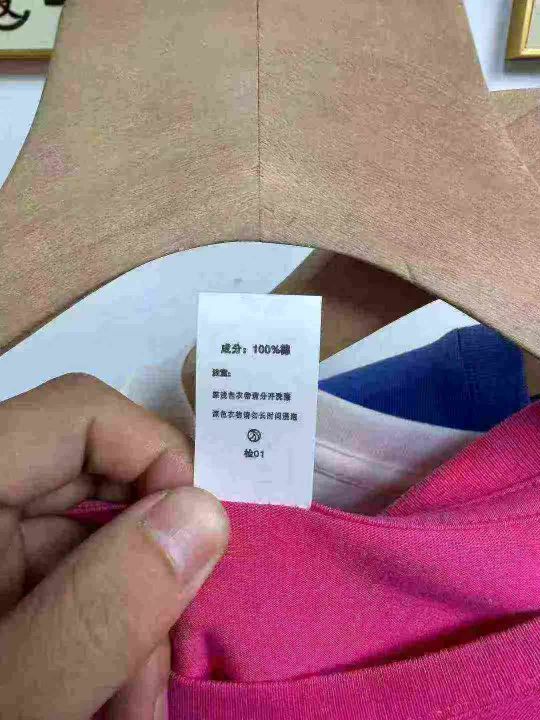 成分：100%棉
注意：
深浅色衣物请分开洗涤
深色衣物请勿长时间浸泡
检01